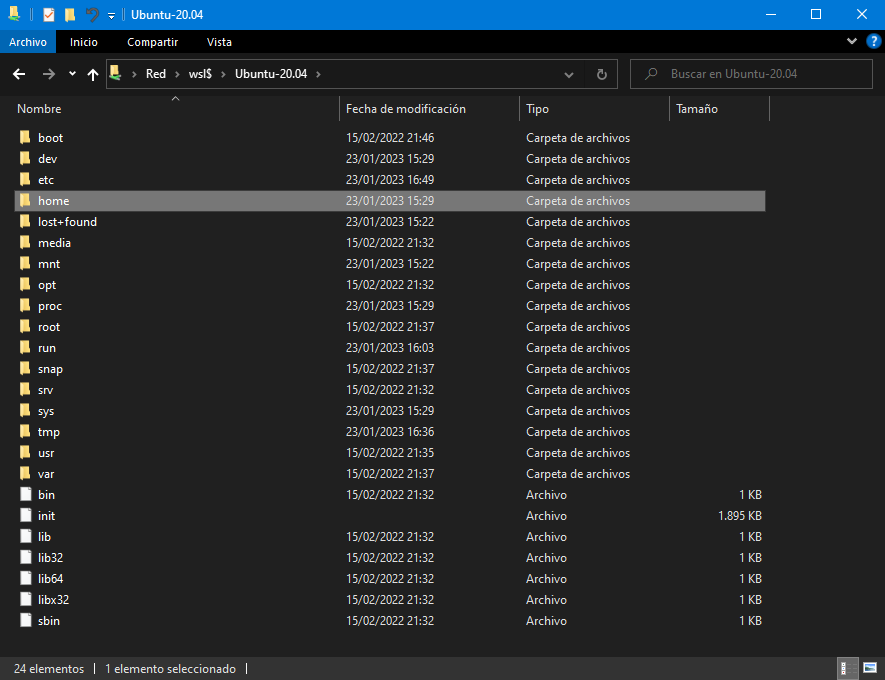 Ubuntu-20.04
Archivo Inicio Compartir Vista
Red wsl$ Ubuntu-20.04 Buscar en Ubuntu-20.04
Nombre Fecha de modificación Tipo Tamaño
boot 15/02/2022 21:46 Carpeta de archivos
dev 23/01/2023 15:29 Carpeta de archivos
etc 23/01/2023 16:49 Carpeta de archivos
home 23/01/2023 15:29 Carpeta de archivos
lost+found 23/01/2023 15:22 Carpeta de archivos
media 15/02/2022 21:32 Carpeta de archivos
mnt 23/01/2023 15:22 Carpeta de archivos
opt 15/02/2022 21:32 Carpeta de archivos
proc 23/01/2023 15:29 Carpeta de archivos
root 15/02/2022 21:37 Carpeta de archivos
run 23/01/2023 16:03 Carpeta de archivos
snap 15/02/2022 21:37 Carpeta de archivos
srv 15/02/2022 21:32 Carpeta de archivos
sys 23/01/2023 15:29 Carpeta de archivos
tmp 23/01/2023 16:36 Carpeta de archivos
usr 15/02/2022 21:35 Carpeta de archivos
var 15/02/2022 21:37 Carpeta de archivos
bin 15/02/2022 21:32 Archivo 1 KB
init Archivo 1.895 KB
lib 15/02/2022 21:32 Archivo 1 KB
lib32 15/02/2022 21:32 Archivo 1 KB
lib64 15/02/2022 21:32 Archivo 1 KB
libx32 15/02/2022 21:32 Archivo 1 KB
sbin 15/02/2022 21:32 Archivo 1 KB
24 elementos 1 elemento seleccionado